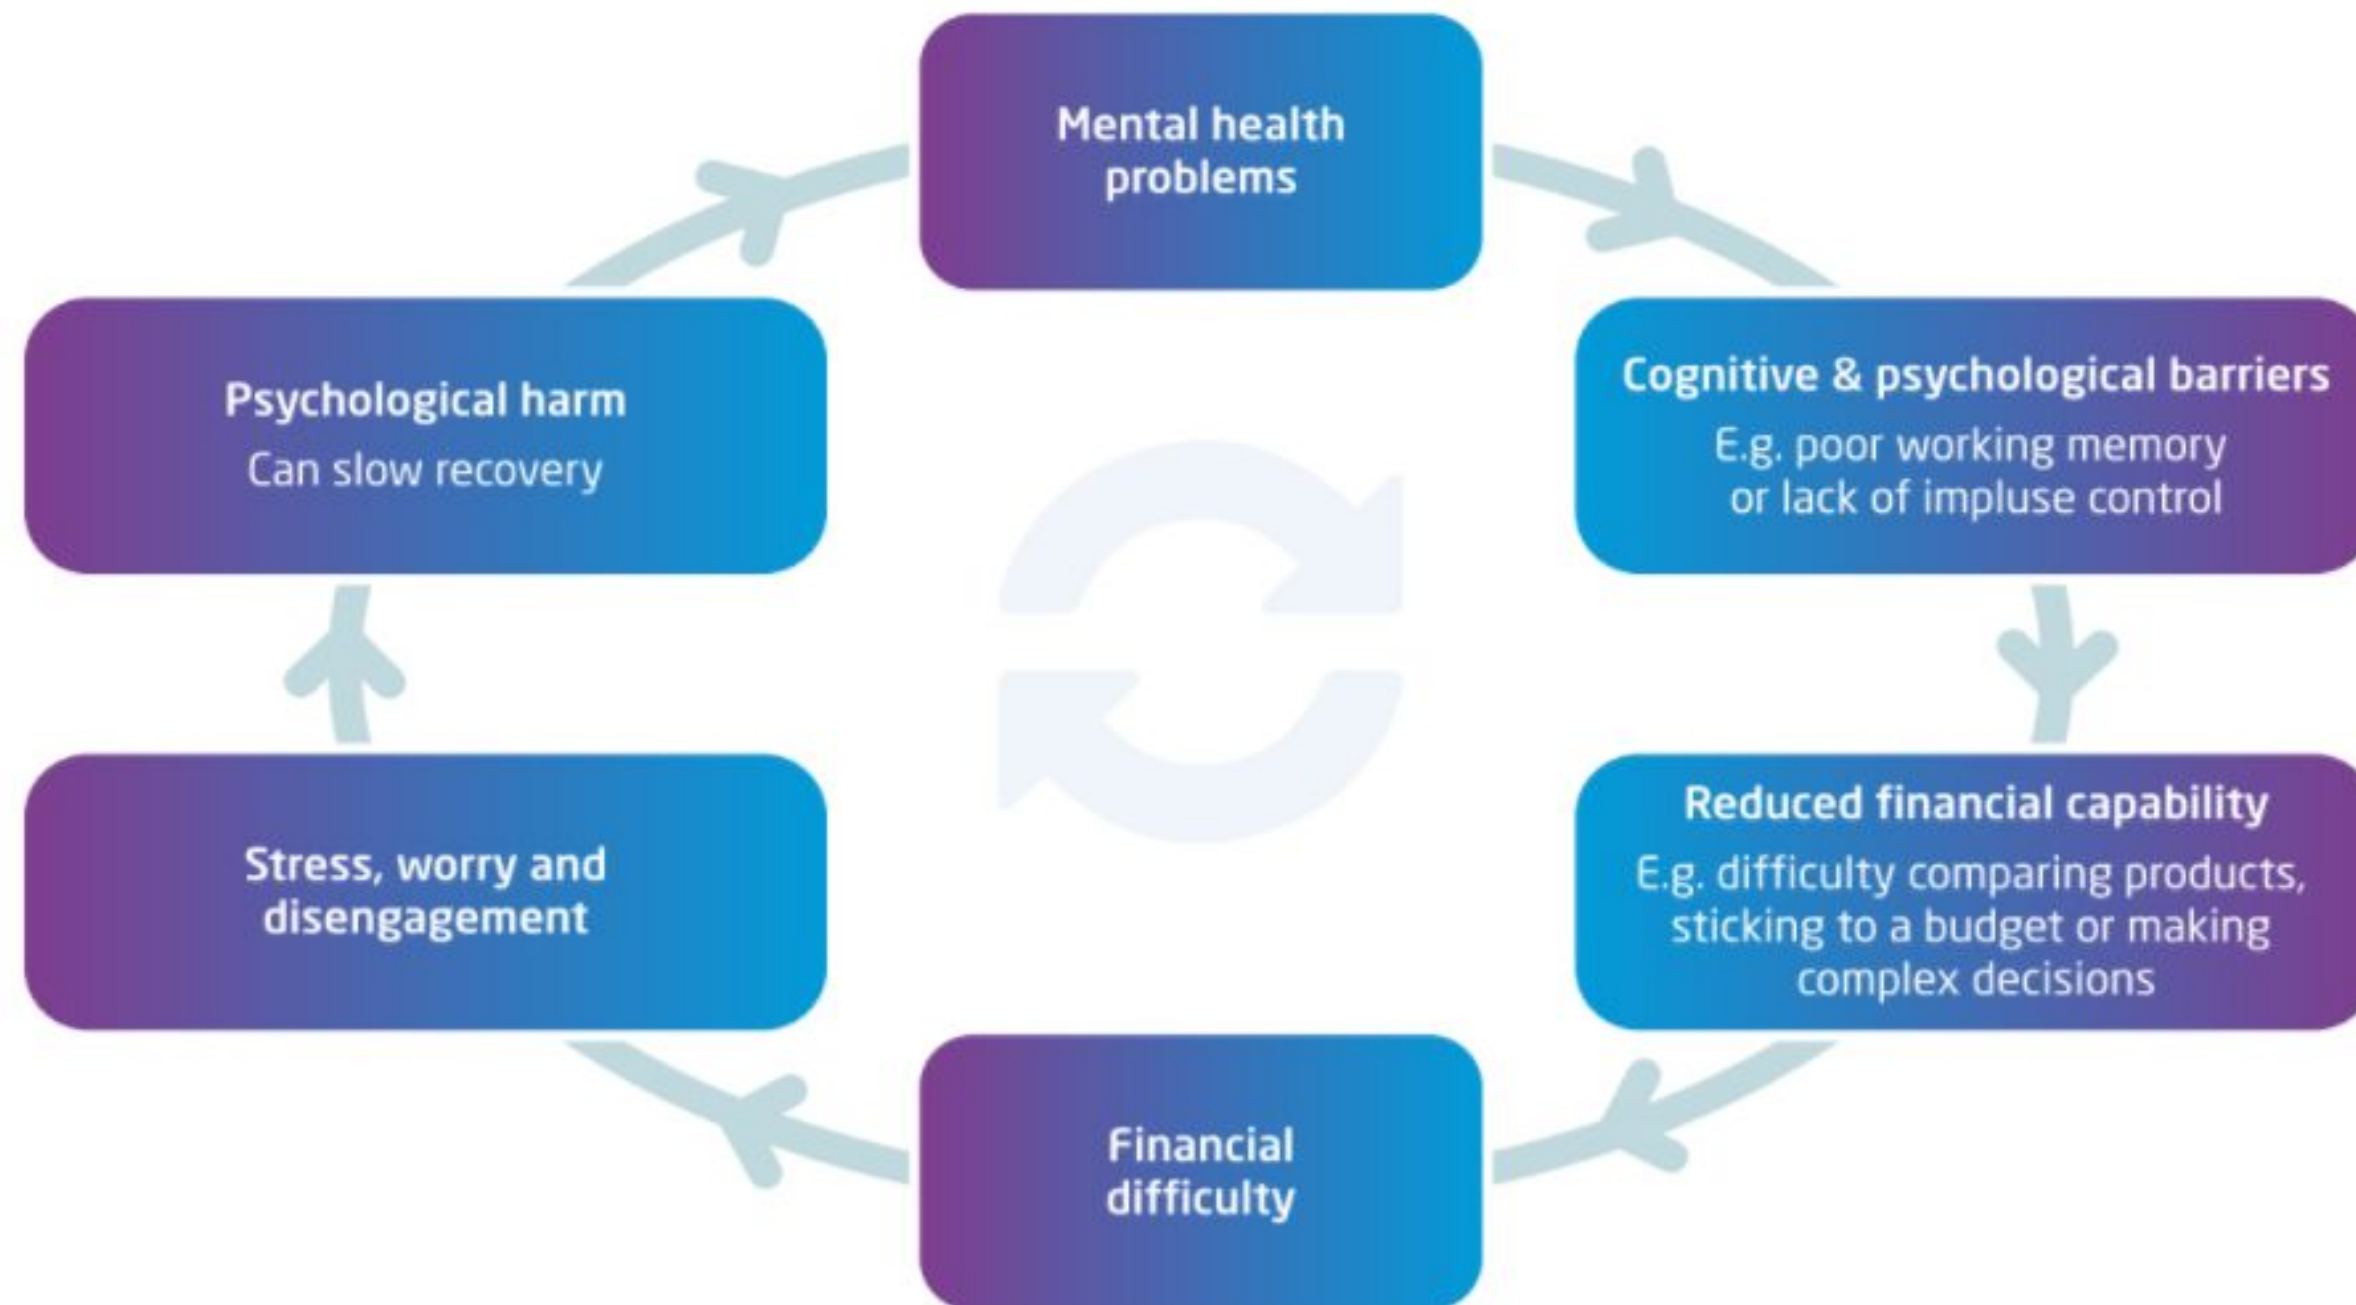 Mental health
problems
Cognitive & psychological barriers
E.g. poor working memory
or lack of impluse control
Reduced financial capability
E.g. difficulty comparing products,
sticking to a budget or making
complex decisions
Financial
difficulty
Stress, worry and
disengagement
Psychological harm
Can slow recovery